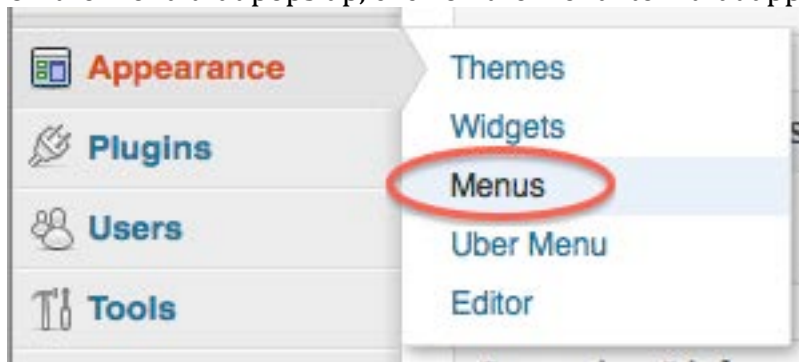 Appearance
Plugins
Users
Tools
Themes
Widgets
Menus
Uber Menu
Editor